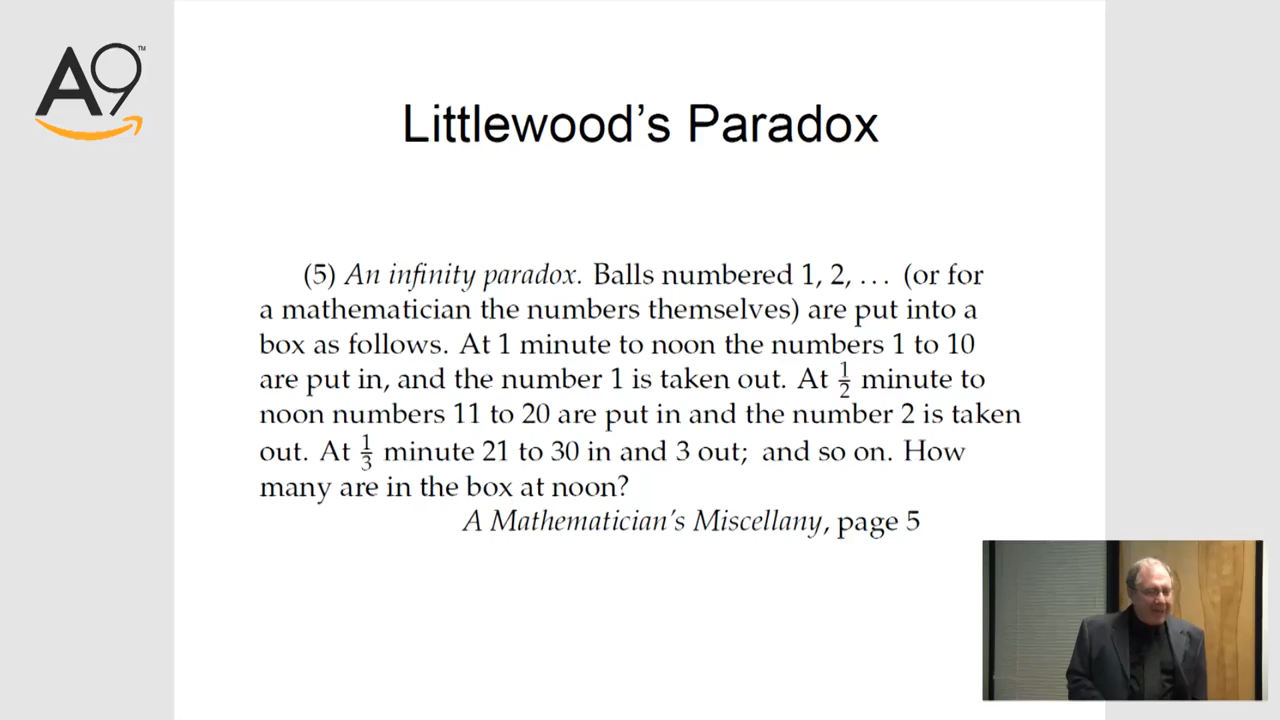 A9™
Littlewood’s Paradox
(5) An infinity paradox. Balls numbered 1, 2, … (or for
a mathematician the numbers themselves) are put into a
box as follows. At 1 minute to noon the numbers 1 to 10
are put in, and the number 1 is taken out. At 1/2 minute to
noon numbers 11 to 20 are put in and the number 2 is taken
out. At 1/3 minute 21 to 30 in and 3 out; and so on. How
many are in the box at noon?
A Mathematician’s Miscellany, page 5